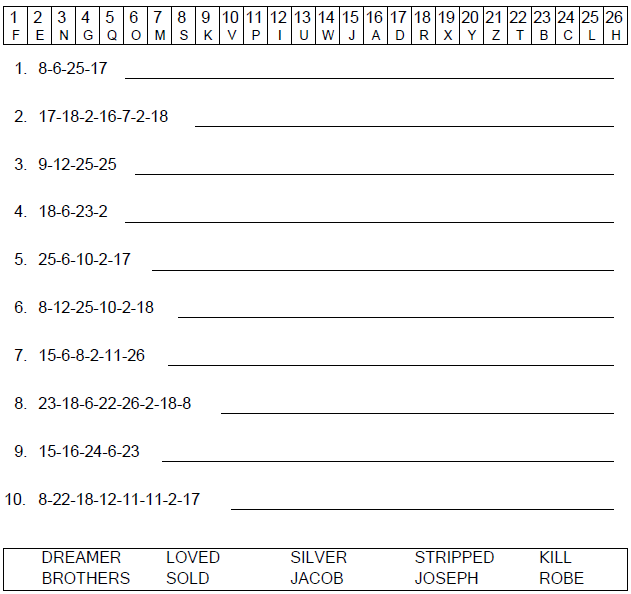 1 2 3 4 5 6 7 8 9 10 11 12 13 14 15 16 17 18 19 20 21 22 23 24 25 26
F E N G Q O M S K V P I U W J A D R X Y Z T B C L H
1. 8-6-25-17
2. 17-18-2-16-7-2-18
3. 9-12-25-25
4. 18-6-23-2
5. 25-6-10-2-17
6. 8-12-25-10-2-18
7. 15-6-8-2-11-26
8. 23-18-6-22-26-2-18-8
9. 15-16-24-6-23
10. 8-22-18-12-11-11-2-17
DREAMER LOVED SILVER STRIPPED KILL
BROTHERS SOLD JACOB JOSEPH ROBE